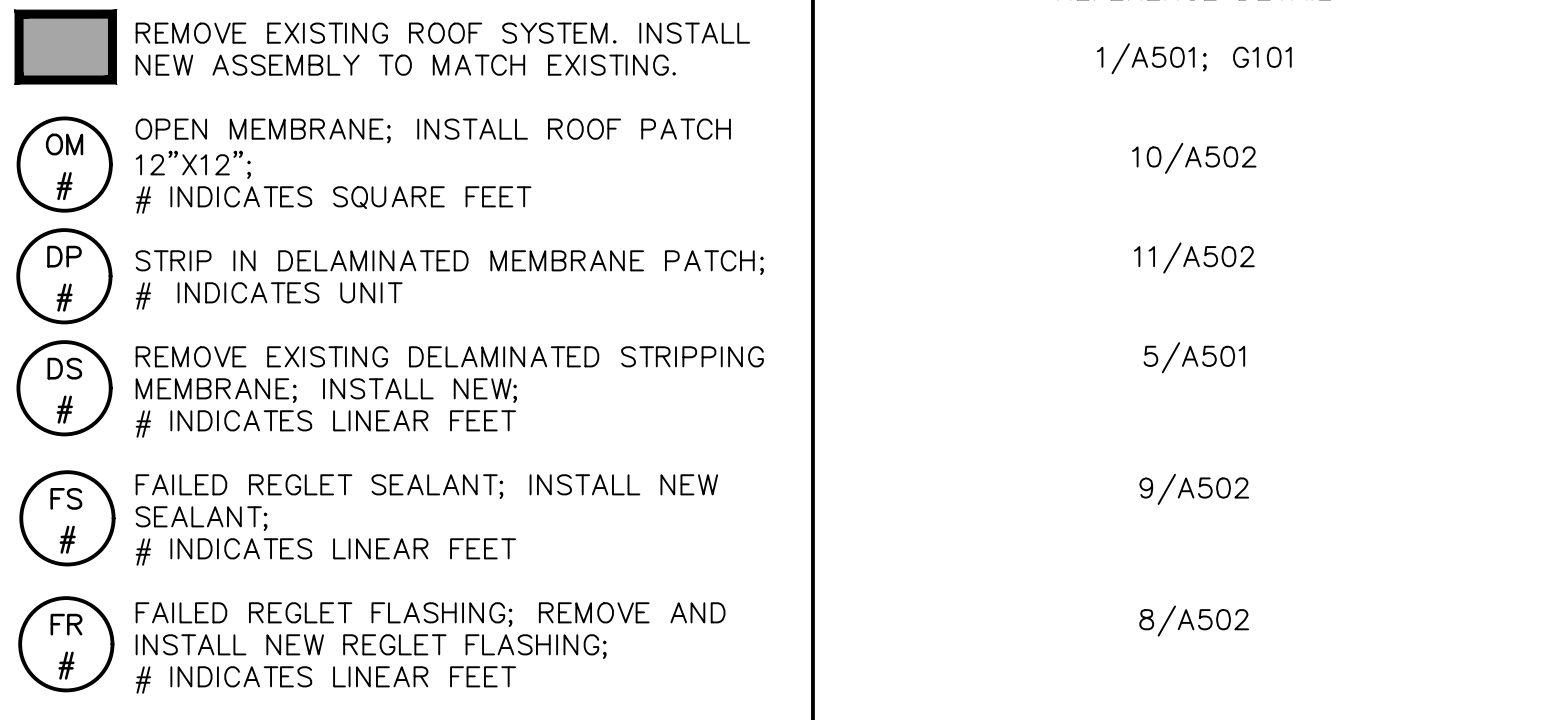 REMOVE EXISTING ROOF SYSTEM. INSTALL
NEW ASSEMBLY TO MATCH EXISTING.
1/A501; G101
OM
#
OPEN MEMBRANE; INSTALL ROOF PATCH
12”X12”;
# INDICATES SQUARE FEET
10/A502
DP
#
STRIP IN DELAMINATED MEMBRANE PATCH;
# INDICATES UNIT
11/A502
DS
#
REMOVE EXISTING DELAMINATED STRIPPING
MEMBRANE; INSTALL NEW;
# INDICATES LINEAR FEET
5/A501
FS
#
FAILED REGLET SEALANT; INSTALL NEW
SEALANT;
# INDICATES LINEAR FEET
9/A502
FR
#
FAILED REGLET FLASHING; REMOVE AND
INSTALL NEW REGLET FLASHING;
# INDICATES LINEAR FEET
8/A502